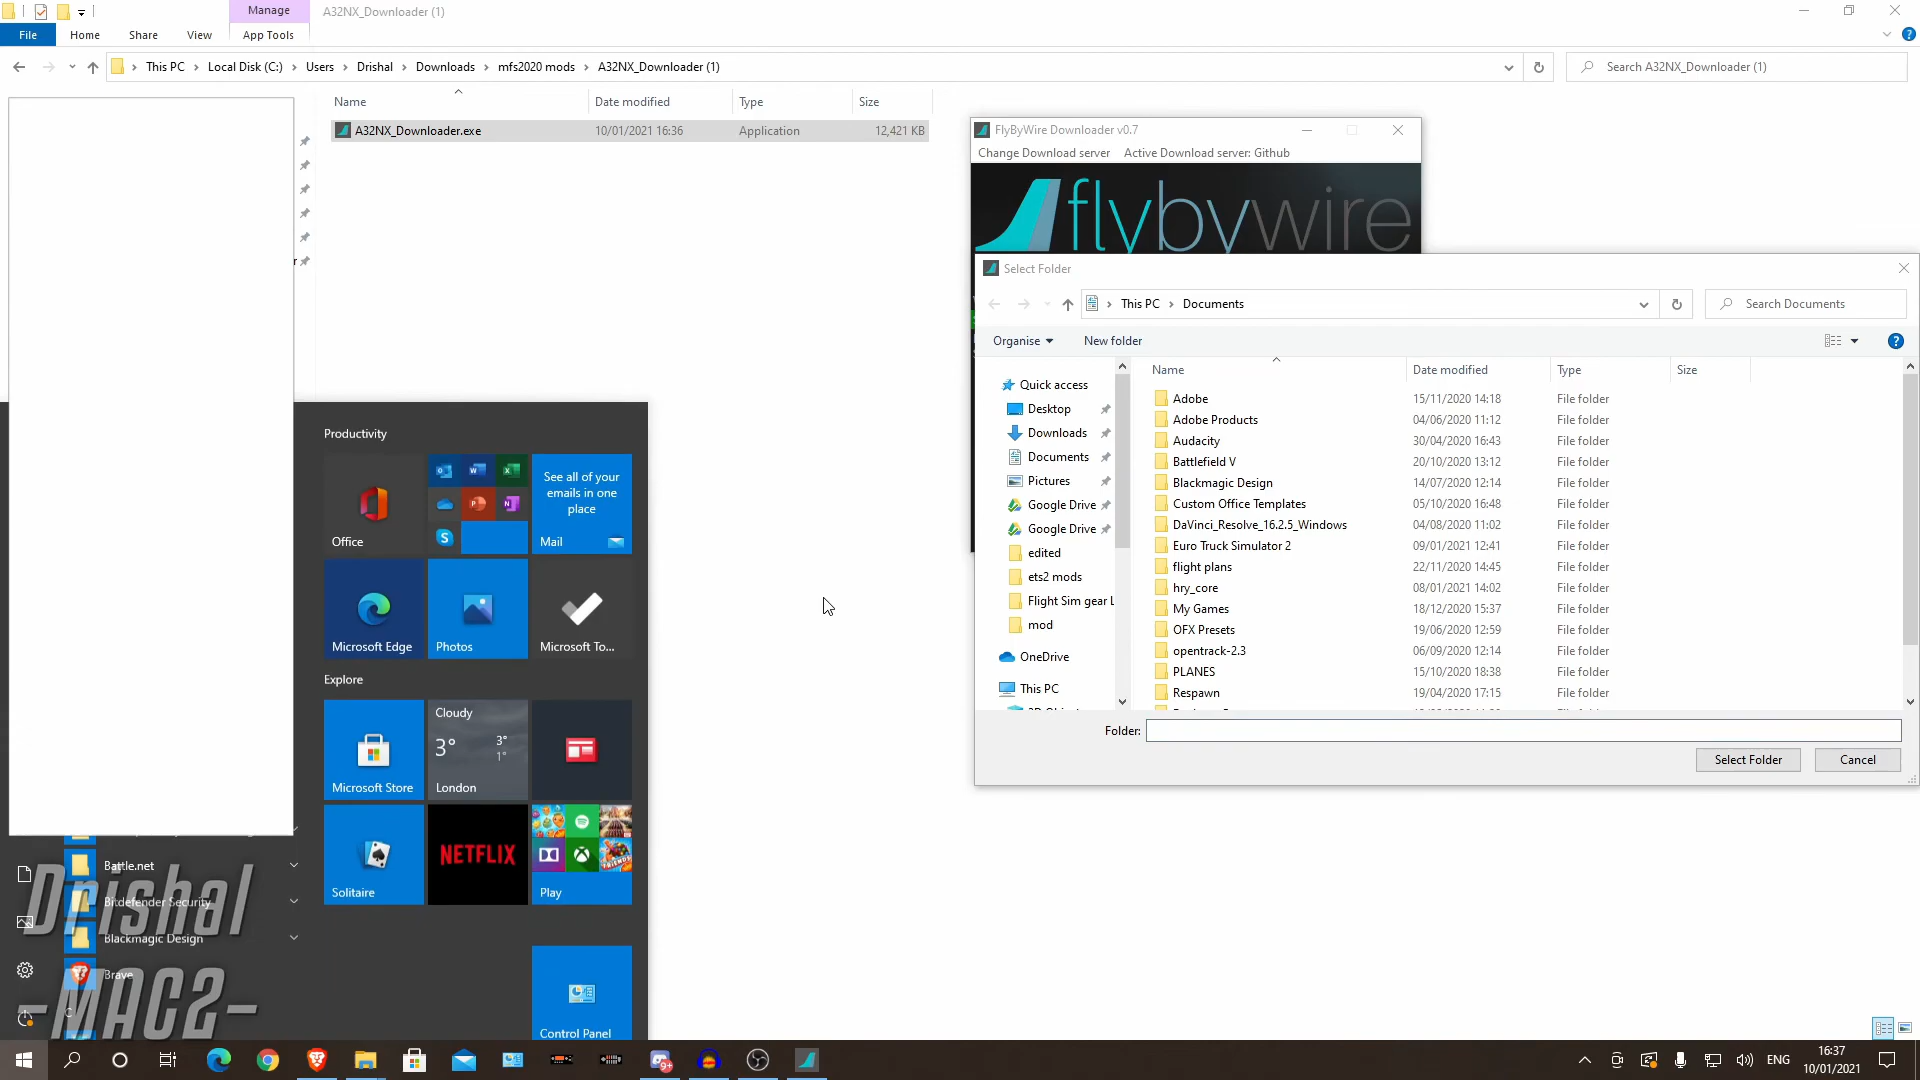 Manage
A32NX_Downloader (1)
File
Home
Share
View
App Tools
This PC
Local Disk (C:)
Users
Drishal
Downloads
mfs2020 mods
A32NX_Downloader (1)
Search A32NX_Downloader (1)
Name
Date modified
Type
Size
A32NX_Downloader.exe
10/01/2021 16:36
Application
12,421 KB
FlyByWire Downloader v0.7
Change Download server
Active Download server: Github
flybywire
Select Folder
This PC
Documents
Search Documents
Organise
New folder
Name
Date modified
Type
Size
Quick access
Desktop
Downloads
Documents
Pictures
Google Drive
Google Drive
edited
ets2 mods
Flight Sim gear L
mod
OneDrive
This PC
Adobe 15/11/2020 14:18 File folder
Adobe Products 04/06/2020 11:12 File folder
Audacity 30/04/2020 16:43 File folder
Battlefield V 20/10/2020 13:12 File folder
Blackmagic Design 14/07/2020 12:14 File folder
Custom Office Templates 05/10/2020 16:48 File folder
DaVinci_Resolve_16.2.5_Windows 04/08/2020 11:02 File folder
Euro Truck Simulator 2 09/01/2021 12:41 File folder
flight plans 22/11/2020 14:45 File folder
hry_core 08/01/2021 14:02 File folder
My Games 18/12/2020 15:37 File folder
OFX Presets 19/06/2020 12:59 File folder
opentrack-2.3 06/09/2020 12:14 File folder
PLANES 15/10/2020 18:38 File folder
Respawn 19/04/2020 17:15 File folder
Folder:
Select Folder
Cancel
Productivity
Office
See all of your
emails in one
place
Mail
Microsoft Edge
Photos
Microsoft To...
Explore
Microsoft Store
Cloudy
3°
3°
1°
London
Solitaire
NETFLIX
Play
Control Panel
Battle.net
Bitdefender Security
Blackmagic Design
Brave
Drishal
-MAC2-
ENG
16:37
10/01/2021